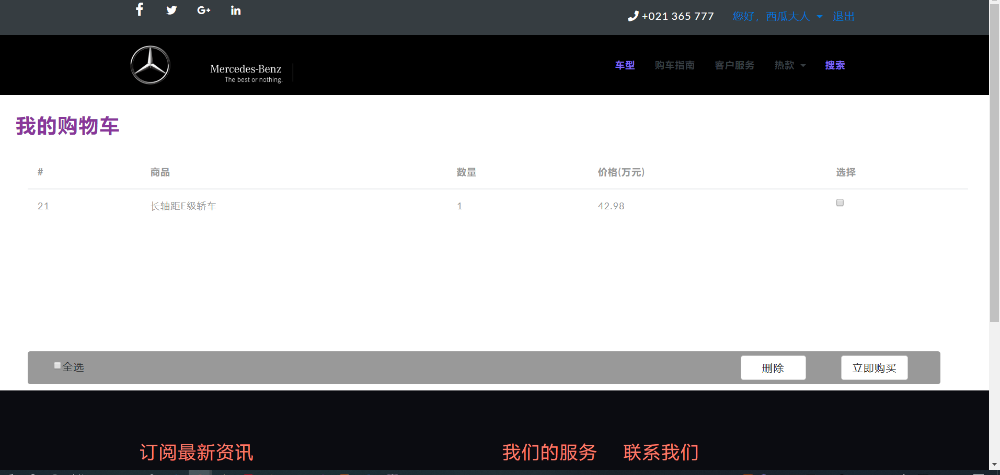 +021 365 777 您好，西瓜大人 退出
Mercedes-Benz
The best or nothing.
车型 购车指南 客户服务 热款 搜索
我的购物车
# 商品 数量 价格(万元) 选择
21 长轴距E级轿车 1 42.98
全选 删除 立即购买
订阅最新资讯 我们的服务 联系我们